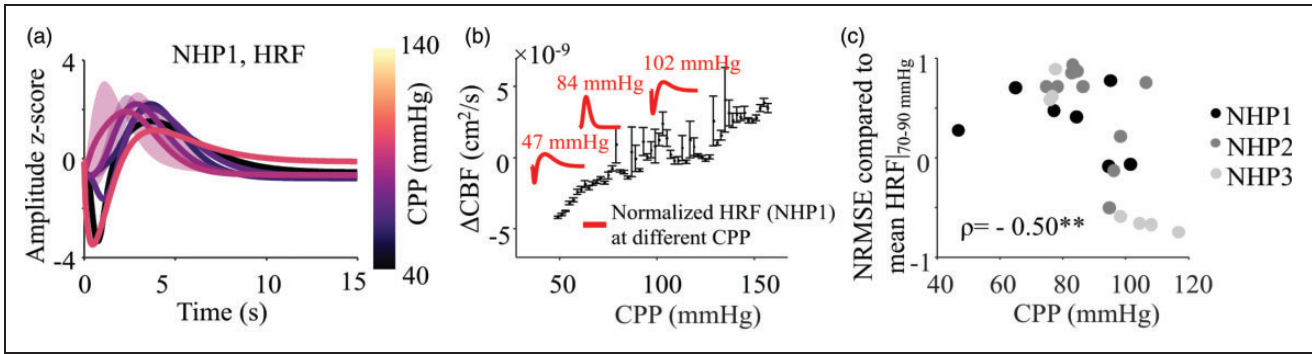 (a)
NHP1, HRF
4
0
-4
Amplitude z-score
0
5
10
15
Time (s)
140
40
CPP (mmHg)
(b)
×10⁻⁹
5
0
-5
ΔCBF (cm²/s)
47 mmHg
84 mmHg
102 mmHg
Normalized HRF (NHP1)
at different CPP
50
100
150
CPP (mmHg)
(c)
NRMSE compared to
mean HRF|70-90 mmHg
1
0
-1
ρ= - 0.50**
40
60
80
100
120
CPP (mmHg)
NHP1
NHP2
NHP3